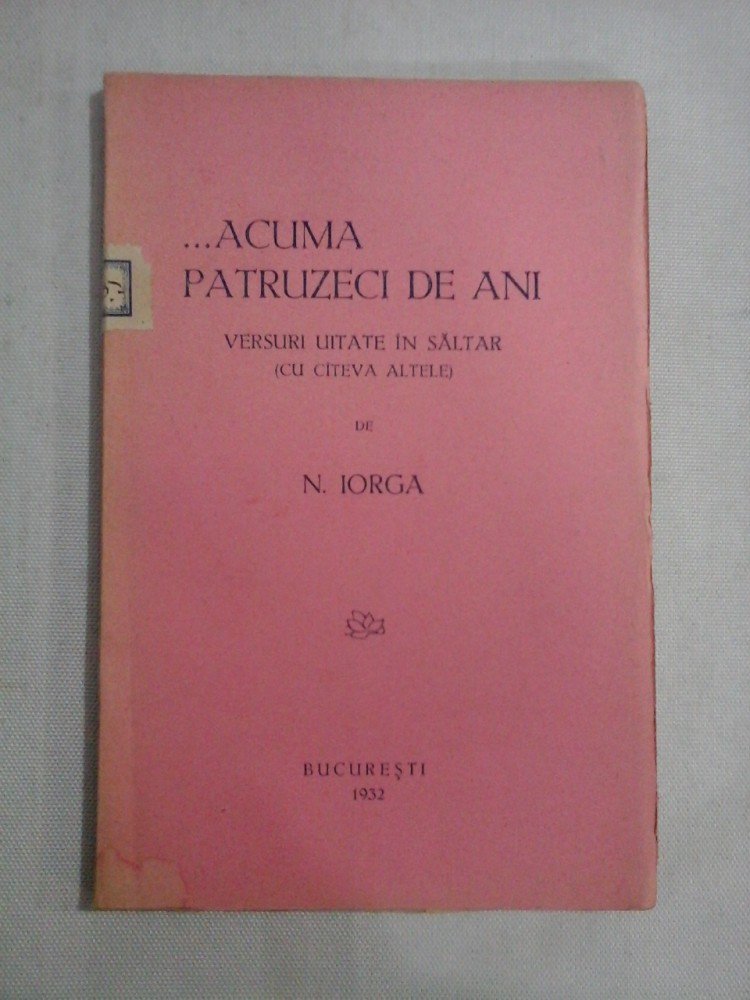 ...ACUMA
PATRUZECI DE ANI
VERSURI UITATE ÎN SĂLTAR
(CU CÎTEVA ALTELE)
DE
N. IORGA
BUCUREŞTI
1932